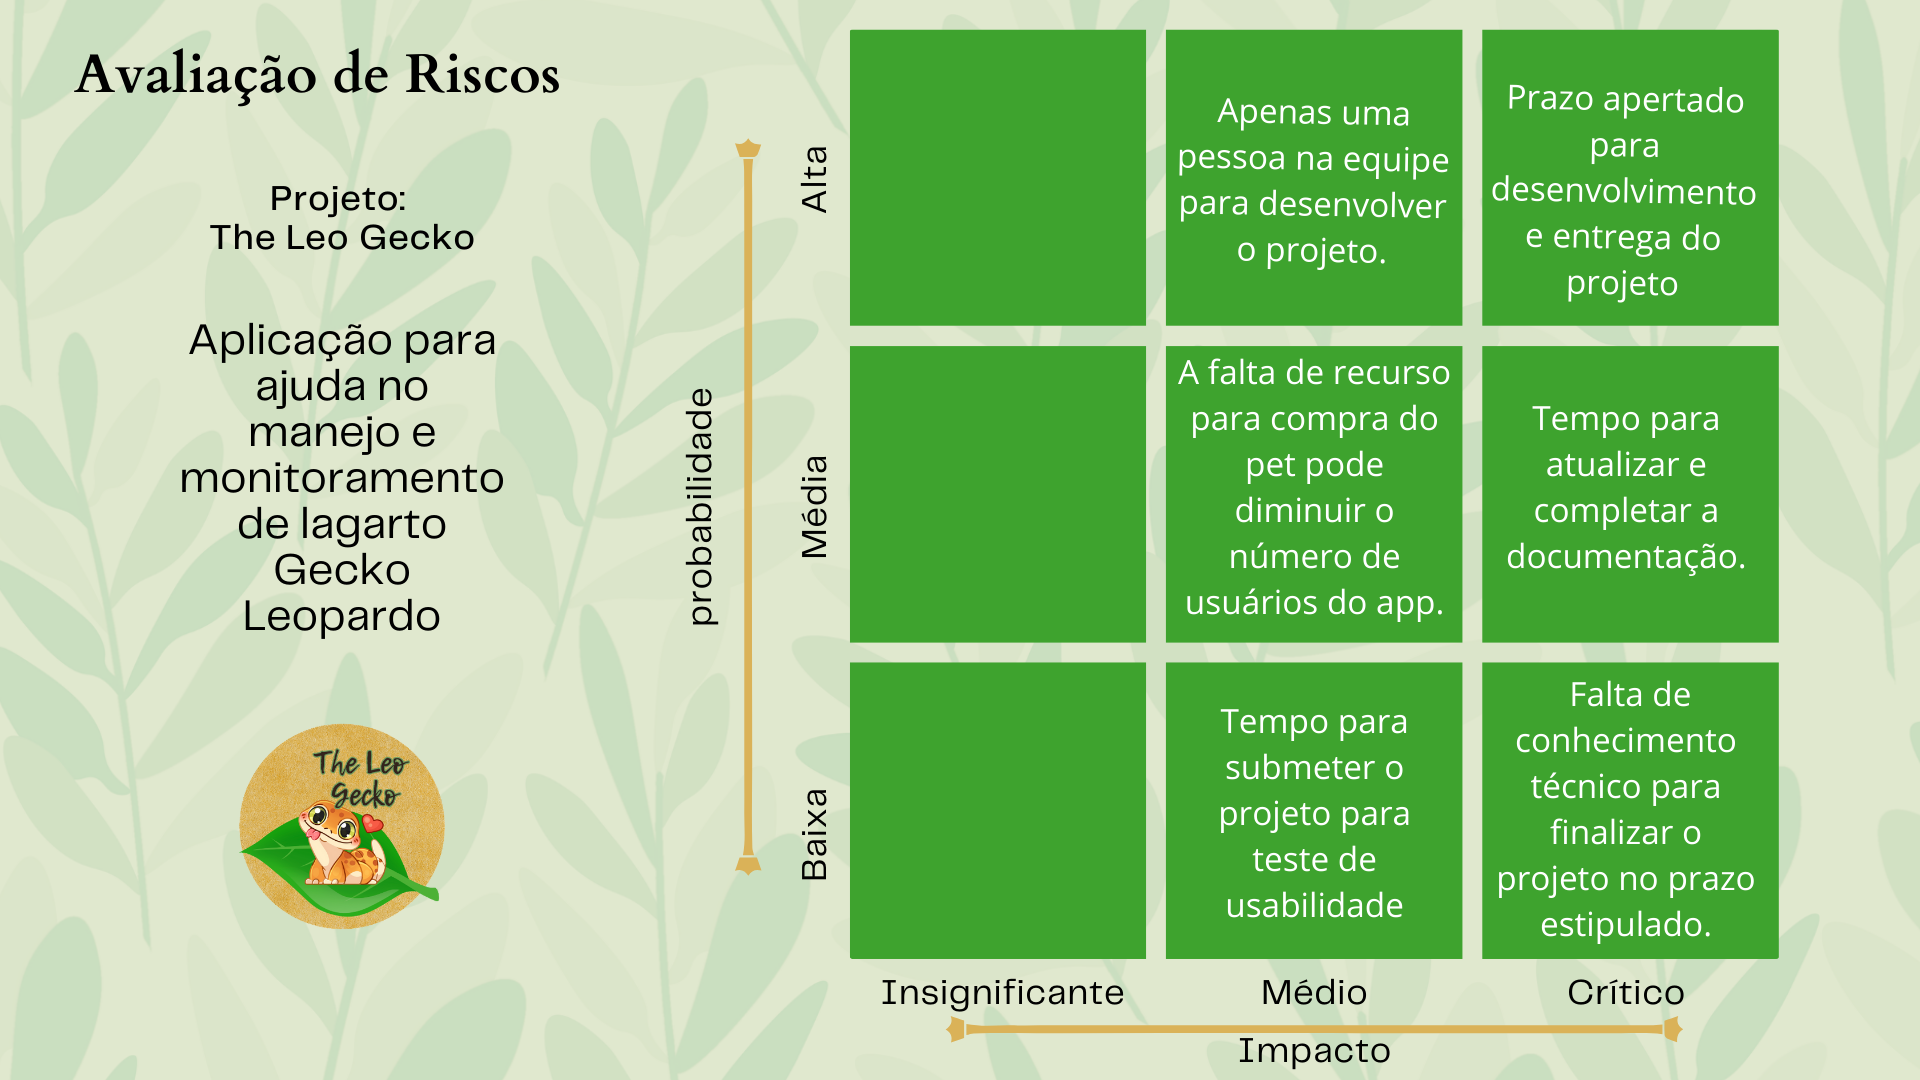 Avaliação de Riscos
Projeto:
The Leo Gecko
Aplicação para
ajuda no
manejo e
monitoramento
de lagarto
Gecko
Leopardo
The Leo
Gecko
probabilidade
Alta
Apenas uma
pessoa na equipe
para desenvolver
o projeto.
Prazo apertado
para
desenvolvimento
e entrega do
projeto
Média
A falta de recurso
para compra do
pet pode
diminuir o
número de
usuários do app.
Tempo para
atualizar e
completar a
documentação.
Baixa
Tempo para
submeter o
projeto para
teste de
usabilidade
Falta de
conhecimento
técnico para
finalizar o
projeto no prazo
estipulado.
Insignificante
Médio
Crítico
Impacto